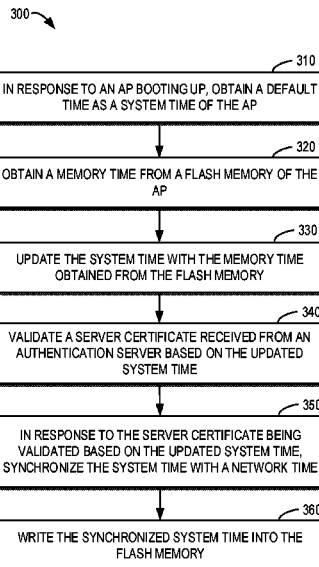 300
310
IN RESPONSE TO AN AP BOOTING UP, OBTAIN A DEFAULT
TIME AS A SYSTEM TIME OF THE AP
320
OBTAIN A MEMORY TIME FROM A FLASH MEMORY OF THE
AP
330
UPDATE THE SYSTEM TIME WITH THE MEMORY TIME
OBTAINED FROM THE FLASH MEMORY
340
VALIDATE A SERVER CERTIFICATE RECEIVED FROM AN
AUTHENTICATION SERVER BASED ON THE UPDATED
SYSTEM TIME
350
IN RESPONSE TO THE SERVER CERTIFICATE BEING
VALIDATED BASED ON THE UPDATED SYSTEM TIME,
SYNCHRONIZE THE SYSTEM TIME WITH A NETWORK TIME
360
WRITE THE SYNCHRONIZED SYSTEM TIME INTO THE
FLASH MEMORY